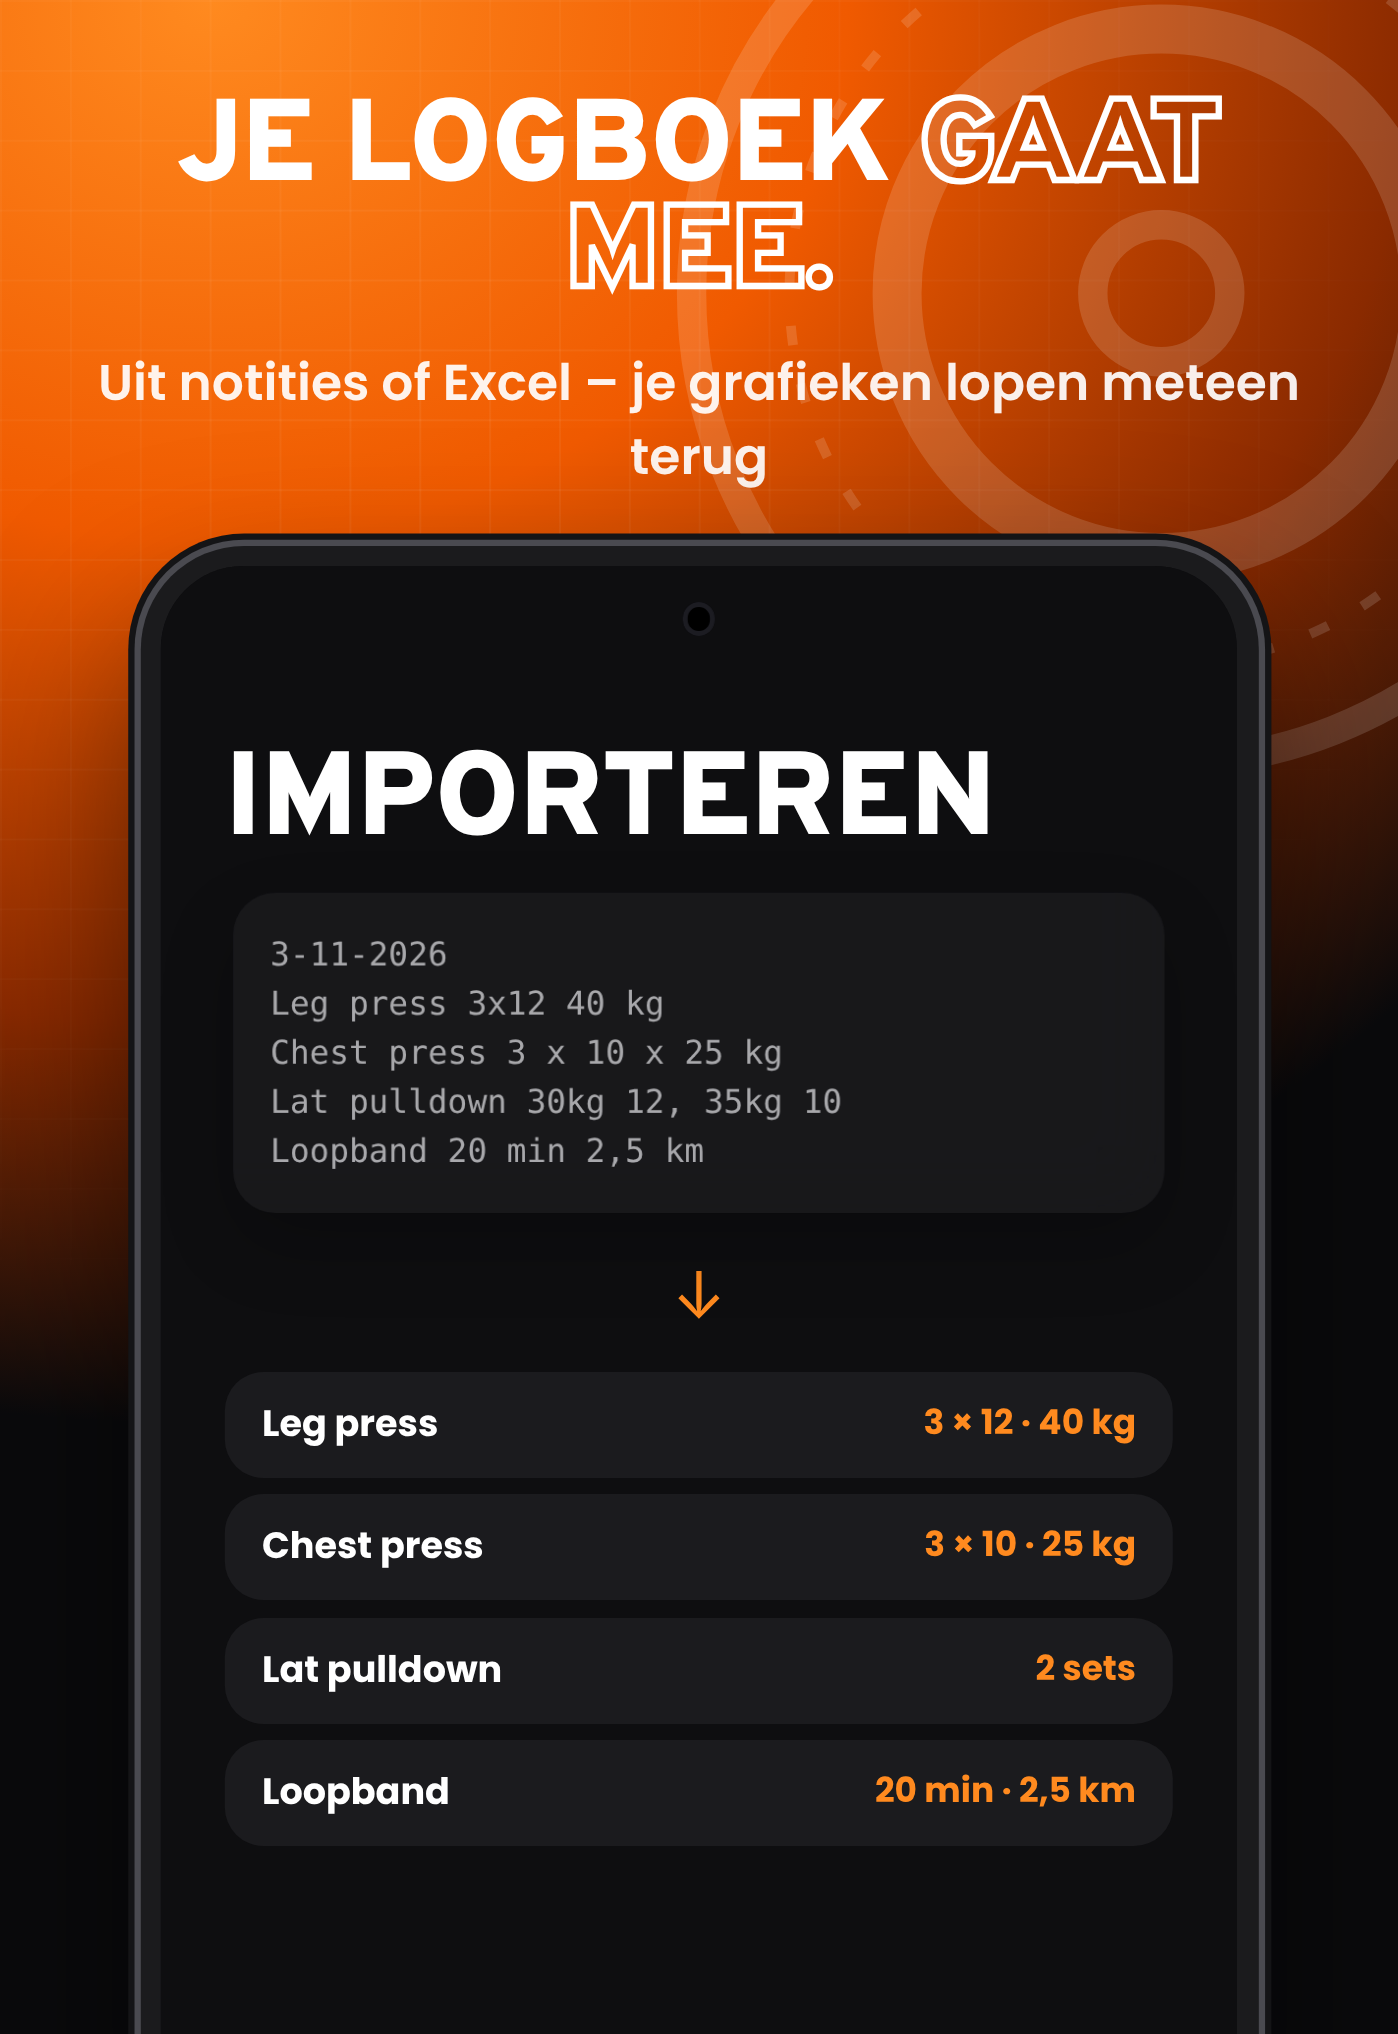 JE LOGBOEK GAAT
MEE.
Uit notities of Excel – je grafieken lopen meteen
terug
IMPORTEREN
3-11-2026
Leg press 3x12 40 kg
Chest press 3 x 10 x 25 kg
Lat pulldown 30kg 12, 35kg 10
Loopband 20 min 2,5 km
↓
Leg press 3 × 12 · 40 kg
Chest press 3 × 10 · 25 kg
Lat pulldown 2 sets
Loopband 20 min · 2,5 km